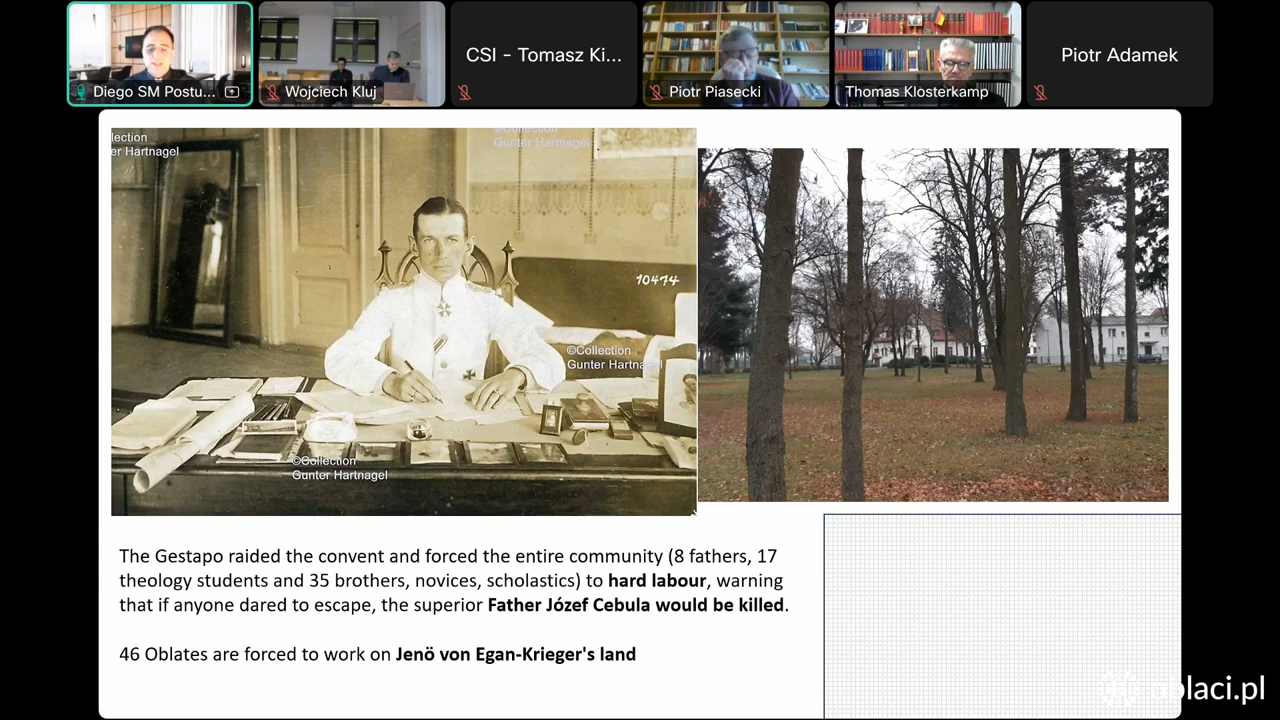 CSI - Tomasz Ki...
Piotr Adamek
Diego SM Postu...
Wojciech Kluj
Piotr Piasecki
Thomas Klosterkamp
lection
er Hartnagel
©Collection
Gunter Hartnagel
10474
©Collection
Gunter Hartnagel
©Collection
Gunter Hartnagel
The Gestapo raided the convent and forced the entire community (8 fathers, 17
theology students and 35 brothers, novices, scholastics) to hard labour, warning
that if anyone dared to escape, the superior Father Józef Cebula would be killed.
46 Oblates are forced to work on Jenö von Egan-Krieger's land
oblaci.pl